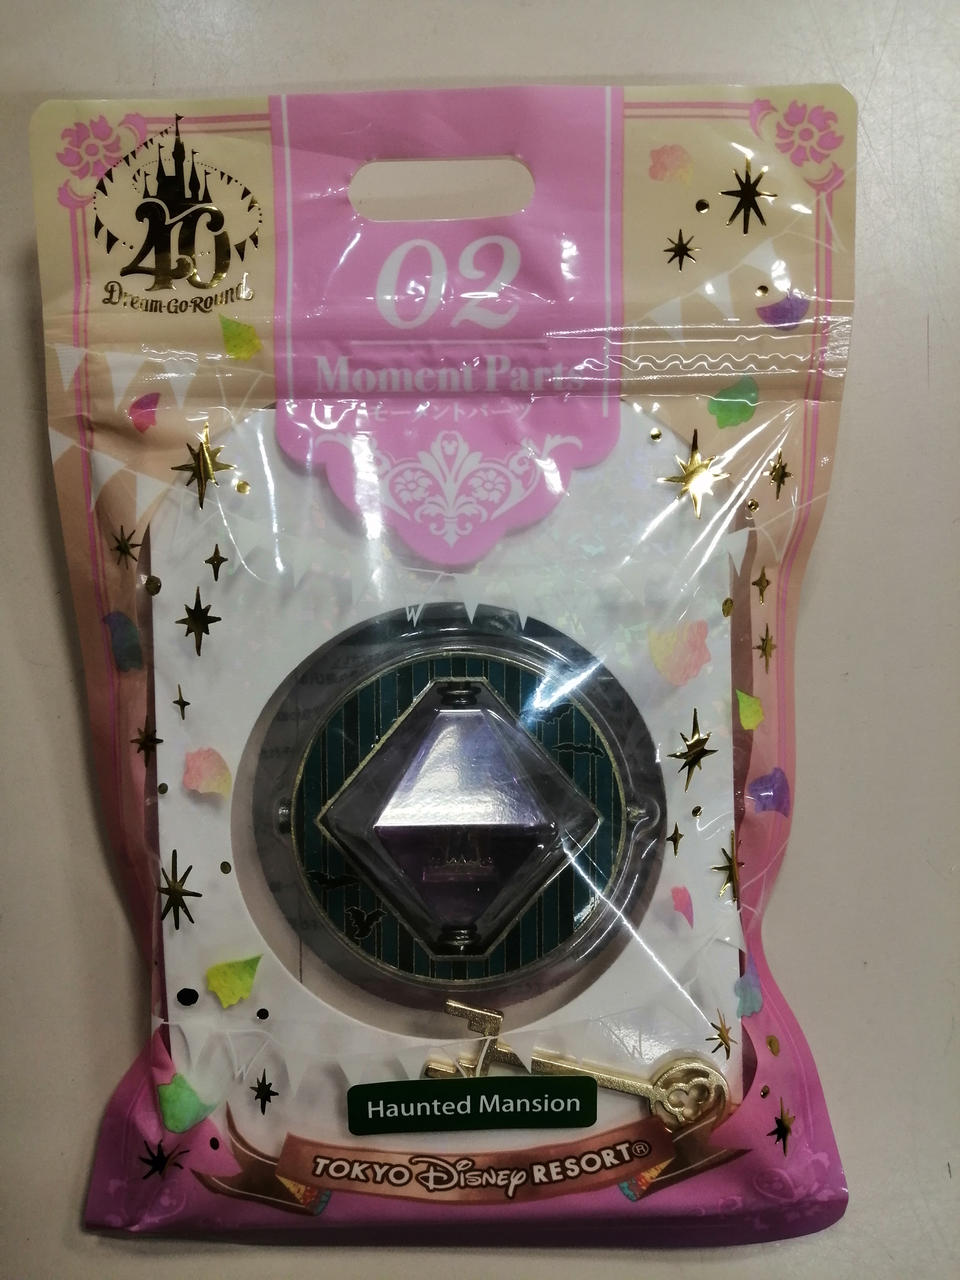 40
Dream-Go-Round
02
Moment Parts
モーメントパーツ
Haunted Mansion
TOKYO Disney RESORT®